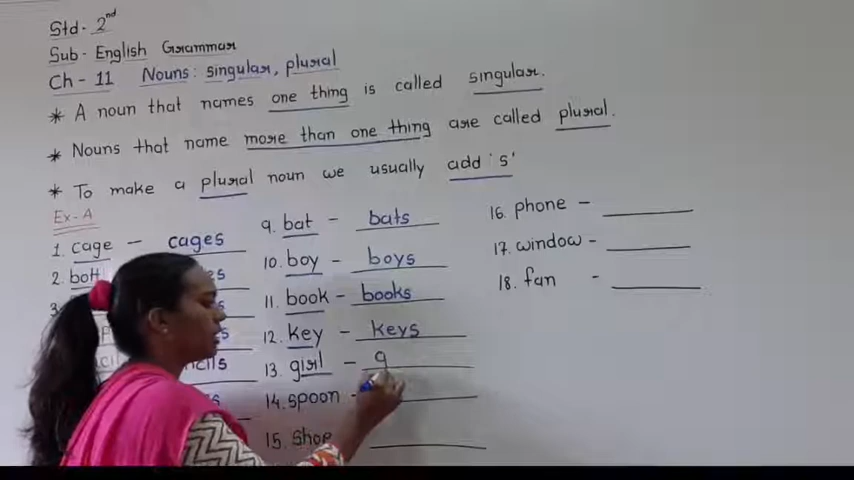 Std- 2nd
Sub- English Grammar
Ch - 11 Nouns: singular, plural
* A noun that names one thing is called singular.
* Nouns that name more than one thing are called plural.
* To make a plural noun we usually add 's'
Ex-A
1. cage - cages
2.
9. bat - bats
10. boy - boys
11. book - books
12. key - keys
13. girl - g
14. spoon -
15. Shoe
16. phone -
17. window -
18. fan -